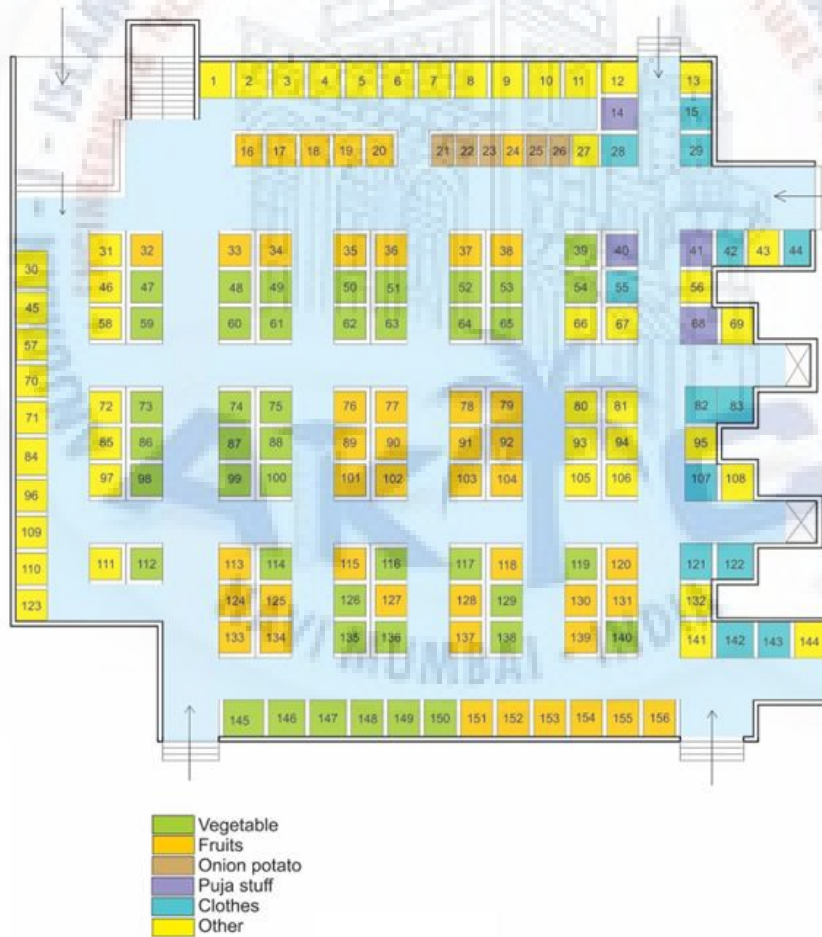 1 2 3 4 5 6 7 8 9 10 11 12 13
14 15
16 17 18 19 20 21 22 23 24 25 26 27 28 29
30 31 32 33 34 35 36 37 38 39 40 41 42 43 44
45 46 47 48 49 50 51 52 53 54 55 56
57 58 59 60 61 62 63 64 65 66 67 68 69
70 71 72 73 74 75 76 77 78 79 80 81 82 83
84 85 86 87 88 89 90 91 92 93 94 95
96 97 98 99 100 101 102 103 104 105 106 107 108
109 110 111 112 113 114 115 116 117 118 119 120 121 122
123 124 125 126 127 128 129 130 131 132
133 134 135 136 137 138 139 140 141 142 143 144
145 146 147 148 149 150 151 152 153 154 155 156
AKTC
NAVI MUMBAI - INDIA
Vegetable
Fruits
Onion potato
Puja stuff
Clothes
Other